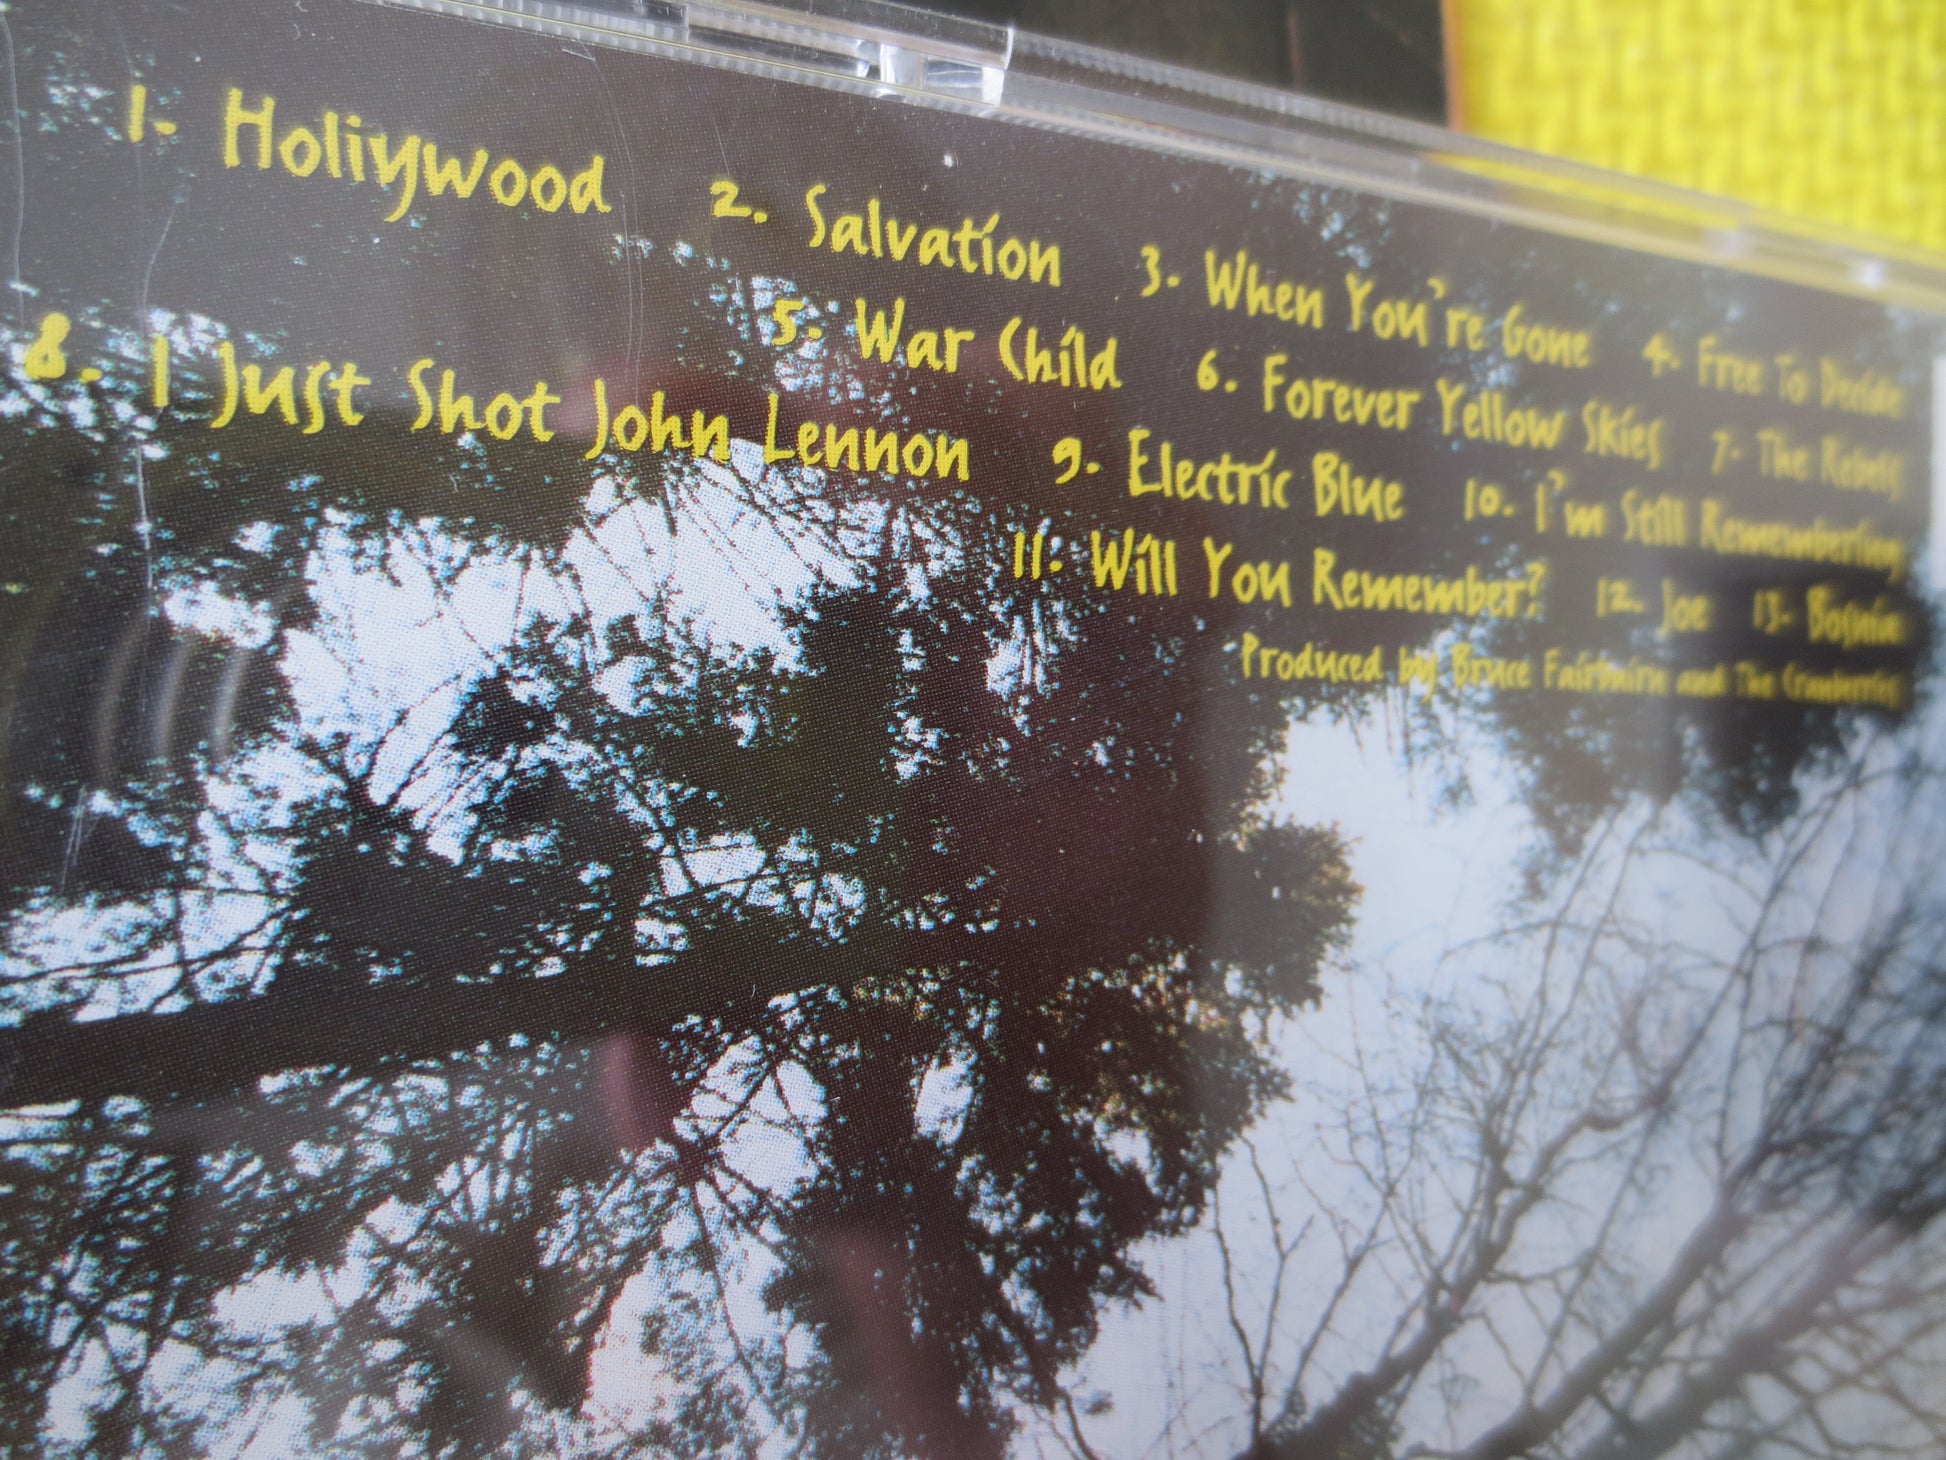 1. Hollywood 2. Salvation 3. When You're Gone 4. Free To Decide
5. War Child 6. Forever Yellow Skies 7. The Rebels
8. I Just Shot John Lennon 9. Electric Blue 10. I'm Still Remembering
11. Will You Remember? 12. Joe 13. Bosnia
Produced by Bruce Fairbairn and The Cranberries